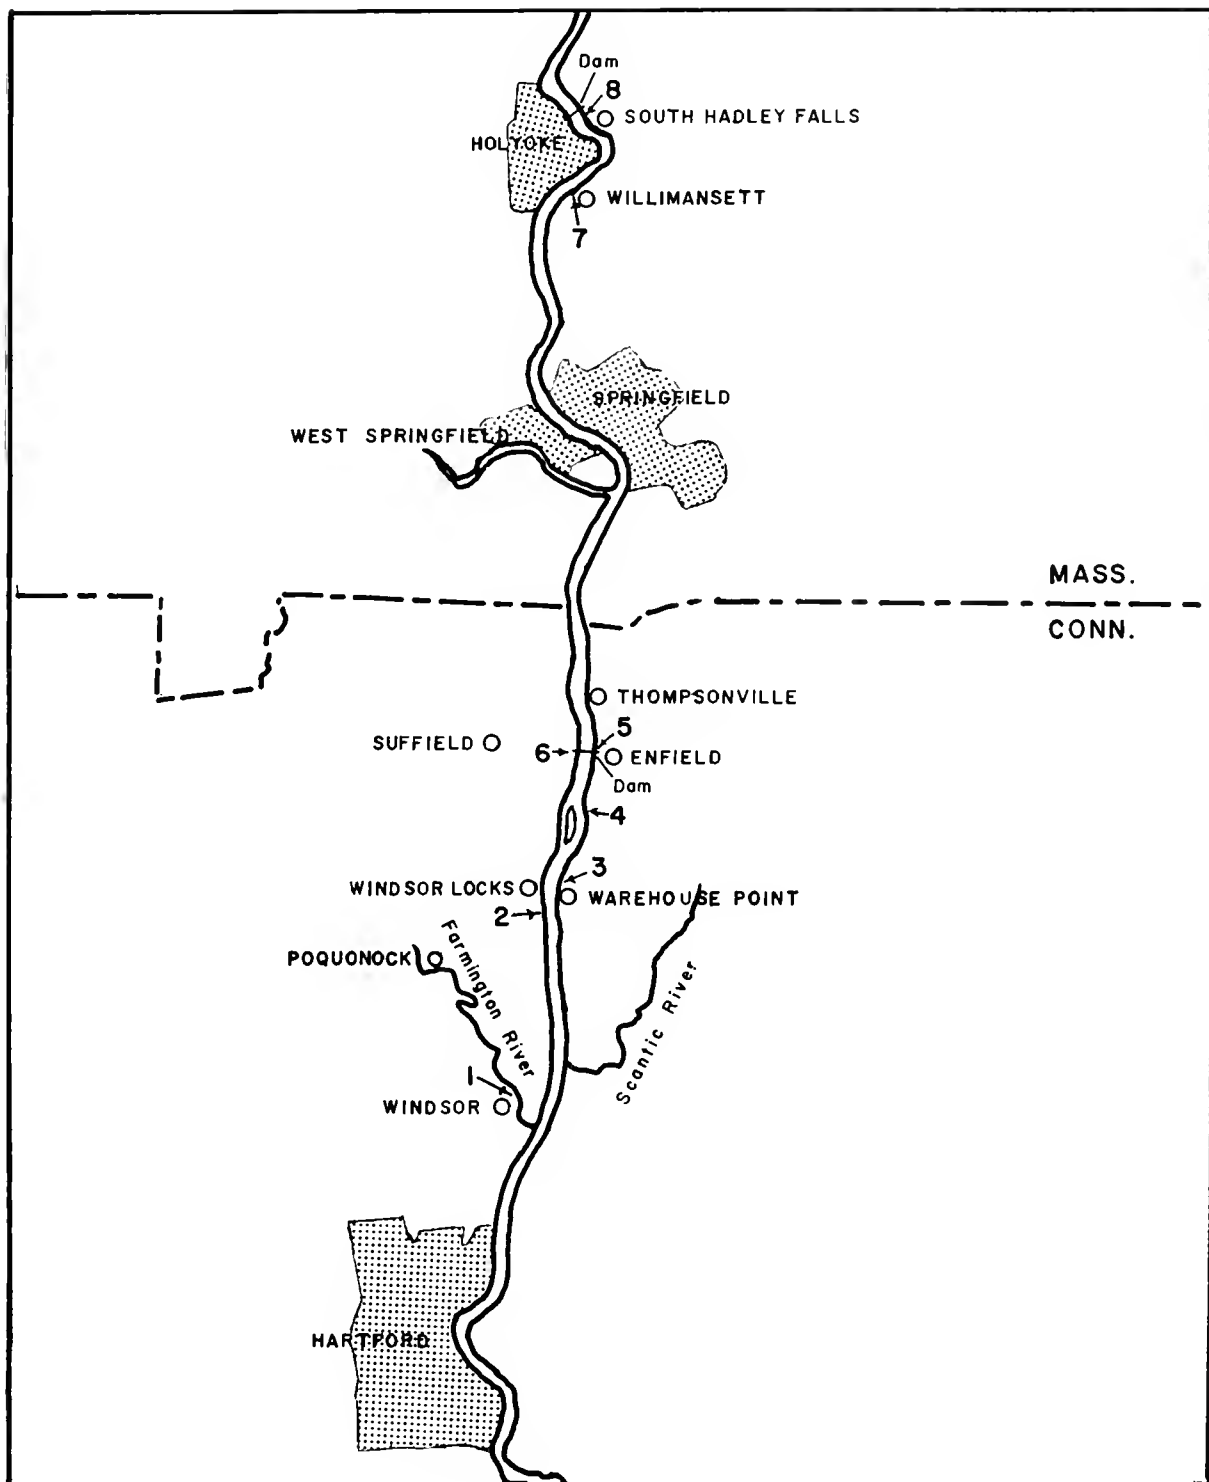 Dam
8
SOUTH HADLEY FALLS
HOLYOKE
WILLIMANSETT
7
SPRINGFIELD
WEST SPRINGFIELD
MASS.
CONN.
THOMPSONVILLE
5
SUFFIELD
6
ENFIELD
Dam
4
3
WINDSOR LOCKS
WAREHOUSE POINT
2
Farmington River
POQUONOCK
Scantic River
1
WINDSOR
HARTFORD